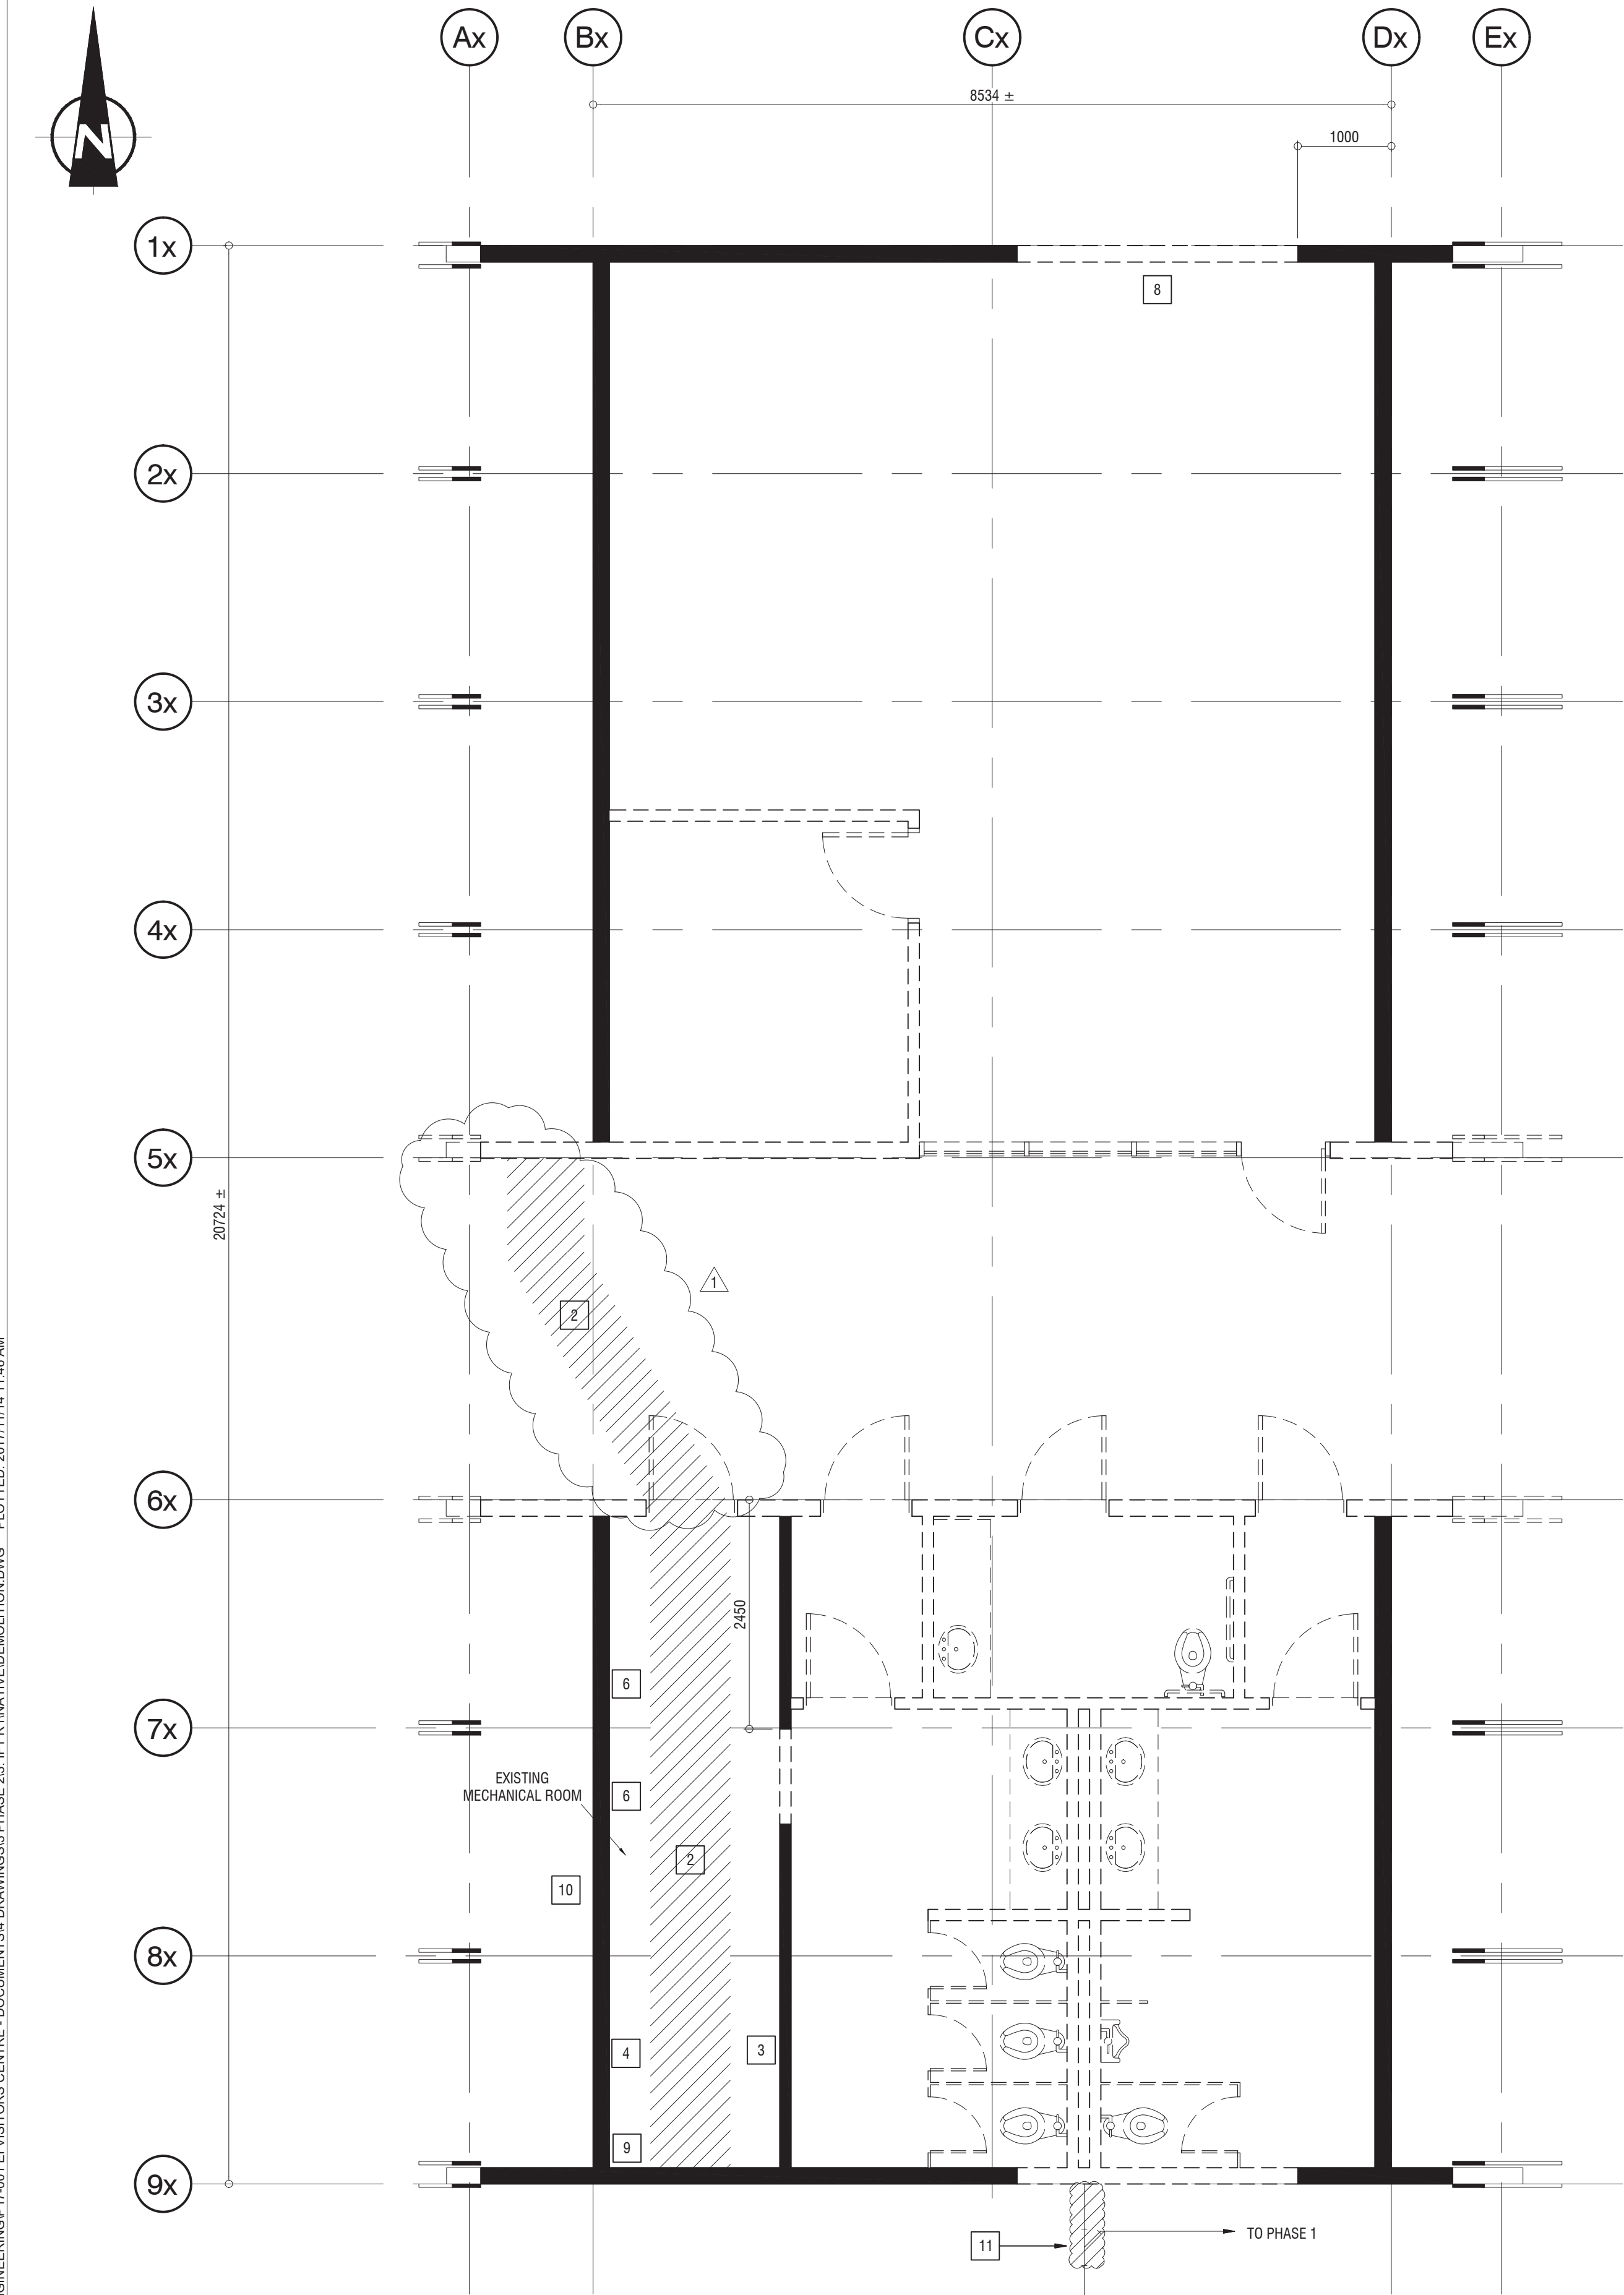 Ax
Bx
Cx
Dx
Ex
N
8534 ±
1000
1x
8
2x
3x
4x
5x
20724 ±
1
2
6x
2450
6
7x
EXISTING
MECHANICAL ROOM
6
2
10
8x
4
3
9
9x
11
TO PHASE 1